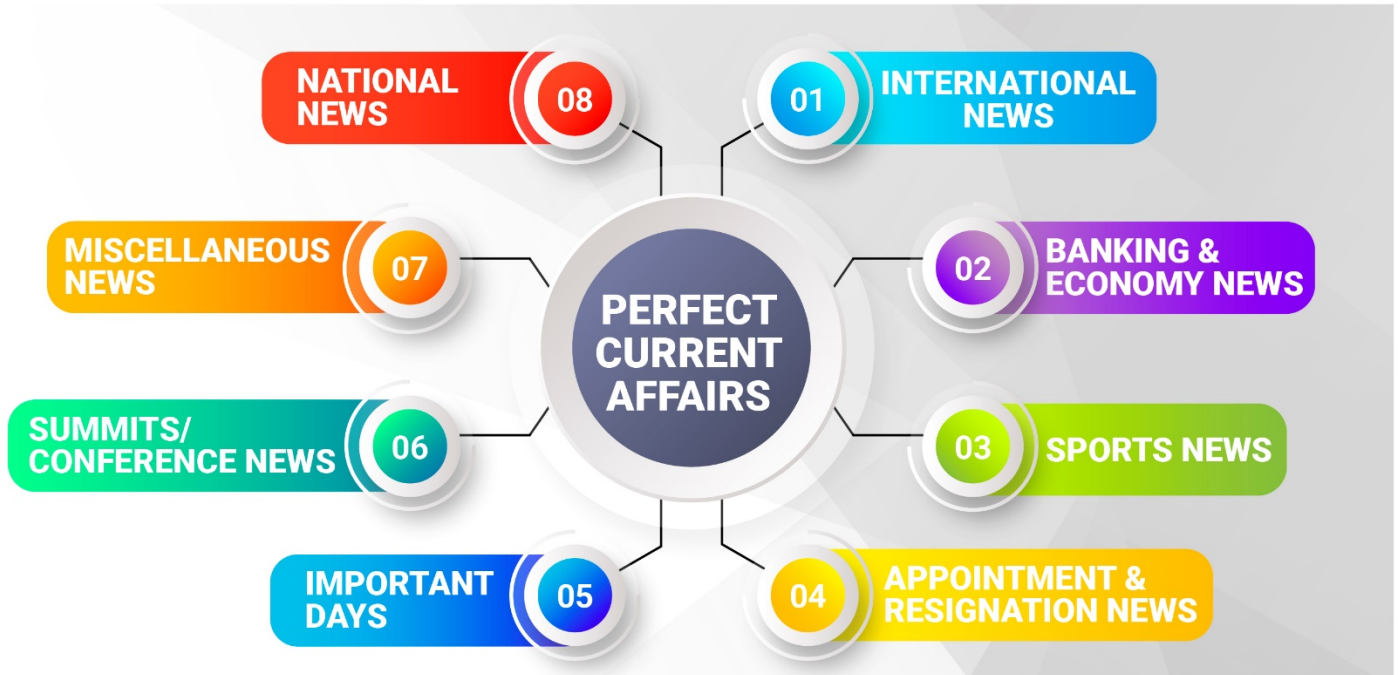 NATIONAL
NEWS
08
01
INTERNATIONAL
NEWS
MISCELLANEOUS
NEWS
07
02
BANKING &
ECONOMY NEWS
PERFECT
CURRENT
AFFAIRS
SUMMITS/
CONFERENCE NEWS
06
03
SPORTS NEWS
IMPORTANT
DAYS
05
04
APPOINTMENT &
RESIGNATION NEWS